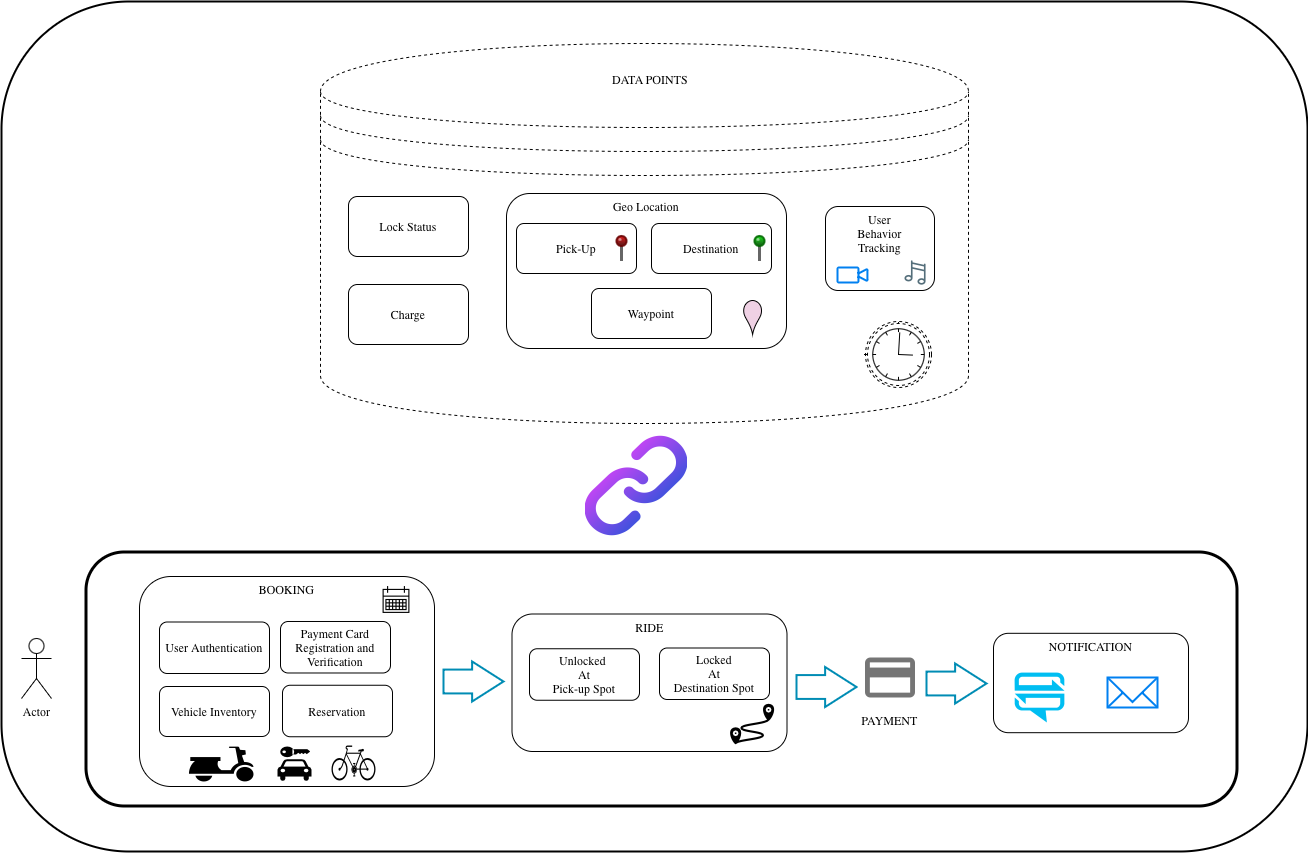 DATA POINTS
Lock Status
Charge
Geo Location
Pick-Up
Destination
Waypoint
User
Behavior
Tracking
Actor
BOOKING
User Authentication
Payment Card
Registration and
Verification
Vehicle Inventory
Reservation
RIDE
Unlocked
At
Pick-up Spot
Locked
At
Destination Spot
PAYMENT
NOTIFICATION